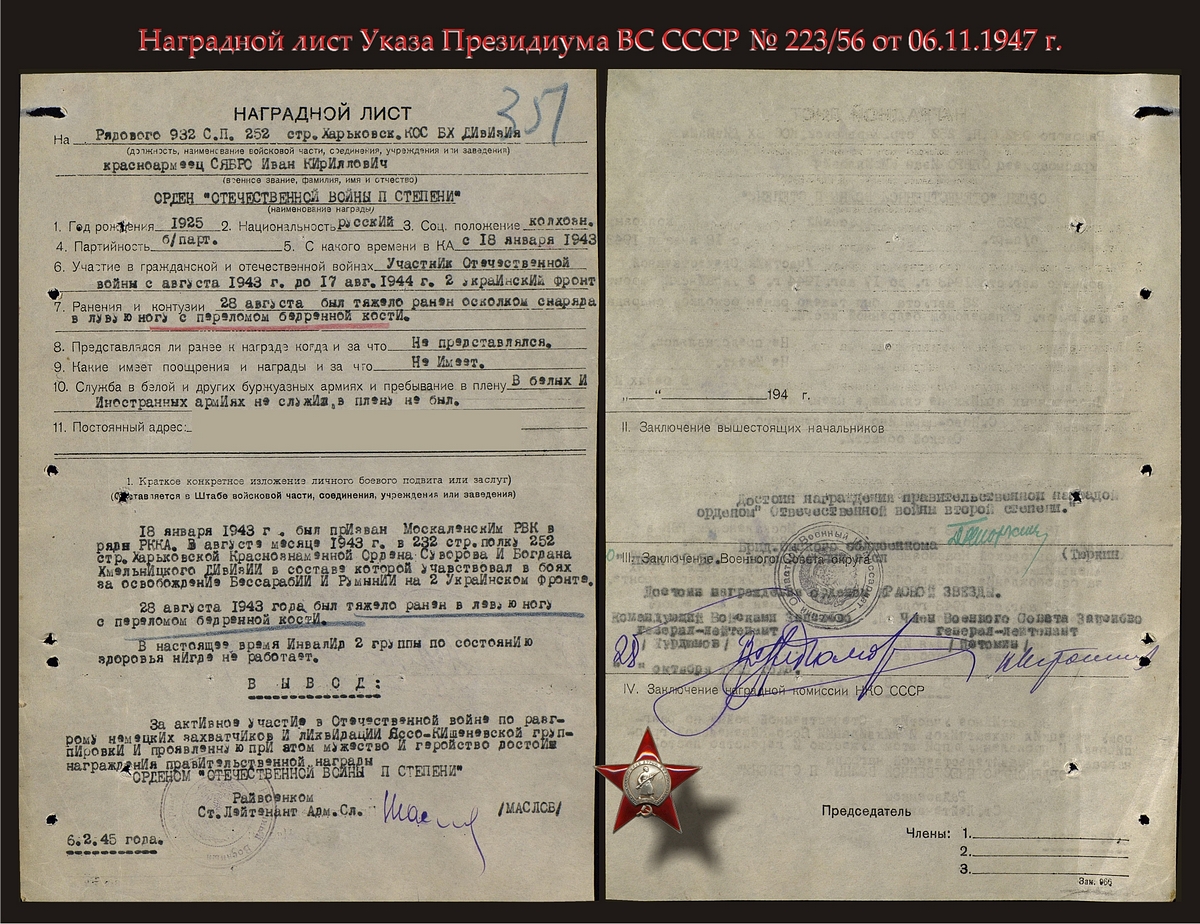 Наградной лист Указа Президиума ВС СССР № 223/56 от 06.11.1947 г.
НАГРАДНОЙ ЛИСТ
351
На Рядового 932 С.П. 252 стр.Харьковск.КОС БХ ДИвИзИя
(должность, наименование войсковой части, соединения, учреждения или заведения)
красноармеец СЯБРО Иван КИрИлловИч
(военное звание, фамилия, имя и отчество)
ОРДЕН "ОТЕЧЕСТВЕННОЙ ВОЙНЫ П СТЕПЕНИ"
(наименование награды)
1. Год рождения 1925 2. Национальность русскИй 3. Соц. положение колхозн.
4. Партийность б/парт. 5. С какого времени в КА с 18 января 1943
6. Участие в гражданской и отечественной войнах УчастнИк Отечественной
войны с августа 1943 г. до 17 авг.1944 г. 2 украИнскИй фронт
7. Ранения и контузии 28 августа был тяжело ранен осколком снаряда
в левую ногу с переломом бедренной костИ.
8. Представлялся ли ранее к награде когда и за что Не представлялся.
9. Какие имеет поощрения и награды и за что Не Имеет.
10. Служба в белой и других буржуазных армиях и пребывание в плену В белых И
Иностранных армИях не служИл, в плену не был.
11. Постоянный адрес:
1. Краткое конкретное изложение личного боевого подвига или заслуг)
(Составляется в Штабе войсковой части, соединения, учреждения или заведения)
18 января 1943 г. был прИзван МоскаленскИм РВК в
ряды РККА. В августе месяце 1943 г. в 232 стр.полку 252
стр.Харьковской Краснознаменной Ордена Суворова И Богдана
ХмельнИцкого ДИвИзИИ в составе которой участвовал в боях
за освобождение БессарабИИ И РумынИИ на 2 УкраИнском Фронте.
28 августа 1943 года был тяжело ранен в левую ногу
с переломом бедренной костИ.
В настоящее время ИнвалИд 2 группы по состоянИю
здоровья нИгде не работает.
В Ы В О Д :
За актИвное УчастИе в Отечественной войне по разг-
рому немецкИх захватчИков И лИквИдацИИ Яссо-КИшеневской груп-
пИровкИ И проявленную прИ этом мужество И геройство достоИн
награждения правИтельственной награды
ОРДЕНОМ "ОТЕЧЕСТВЕННОЙ ВОЙНЫ П СТЕПЕНИ"
Райвоенком
Ст.Лейтенант Адм.Сл. /МАСЛОВ/
6.2.45 года.
„ “ 194 г.
II. Заключение вышестоящих начальников
Достоин награждения правительственной наградой
орденом" Отечественной войны второй степени."
облвоенкома
(Тюркин
III. Заключение Военного Совета округа
Достоин награждения орденом КРАСНОЙ ЗВЕЗДЫ.
Командующий Войсками ЗапСибво Член Военного Совета ЗапСибво
генерал-лейтенант генерал-лейтенант
/Курдюмов/
28 " октября
IV. Заключение наградной комиссии НКО СССР
Председатель
Члены: 1.
2.
3.
Зак. 966